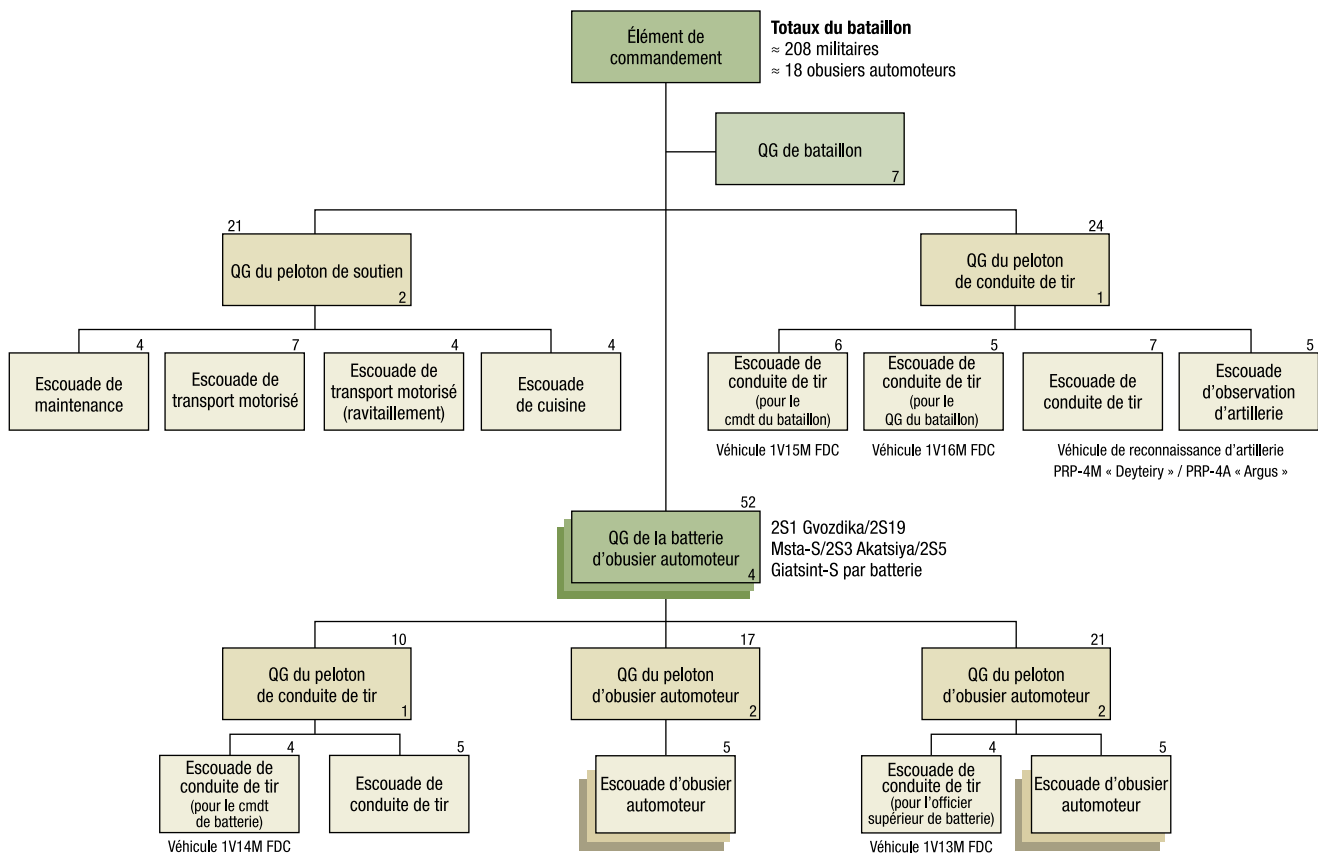 Élément de
commandement
Totaux du bataillon
≈ 208 militaires
≈ 18 obusiers automoteurs
QG de bataillon
7
21
QG du peloton de soutien
2
24
QG du peloton
de conduite de tir
1
4
Escouade de
maintenance
7
Escouade de
transport motorisé
4
Escouade de
transport motorisé
(ravitaillement)
4
Escouade
de cuisine
6
Escouade de
conduite de tir
(pour le
cmdt du bataillon)
Véhicule 1V15M FDC
5
Escouade de
conduite de tir
(pour le
QG du bataillon)
Véhicule 1V16M FDC
7
Escouade de
conduite de tir
5
Escouade
d'observation
d'artillerie
Véhicule de reconnaissance d'artillerie
PRP-4M « Deyteiry » / PRP-4A « Argus »
52
QG de la batterie
d'obusier automoteur
4
2S1 Gvozdika/2S19
Msta-S/2S3 Akatsiya/2S5
Giatsint-S par batterie
10
QG du peloton
de conduite de tir
1
17
QG du peloton
d'obusier automoteur
2
21
QG du peloton
d'obusier automoteur
2
4
Escouade de
conduite de tir
(pour le cmdt
de batterie)
Véhicule 1V14M FDC
5
Escouade de
conduite de tir
5
Escouade d'obusier
automoteur
4
Escouade de
conduite de tir
(pour l'officier
supérieur de batterie)
Véhicule 1V13M FDC
5
Escouade d'obusier
automoteur